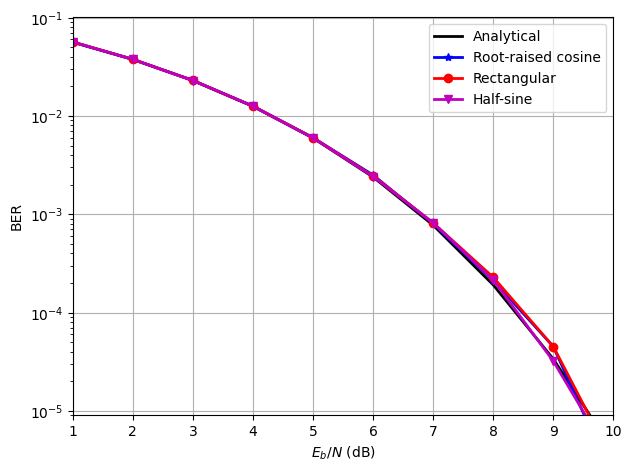 10⁻¹
10⁻²
10⁻³
10⁻⁴
10⁻⁵
BER
1 2 3 4 5 6 7 8 9 10
E_b/N (dB)
Analytical
Root-raised cosine
Rectangular
Half-sine